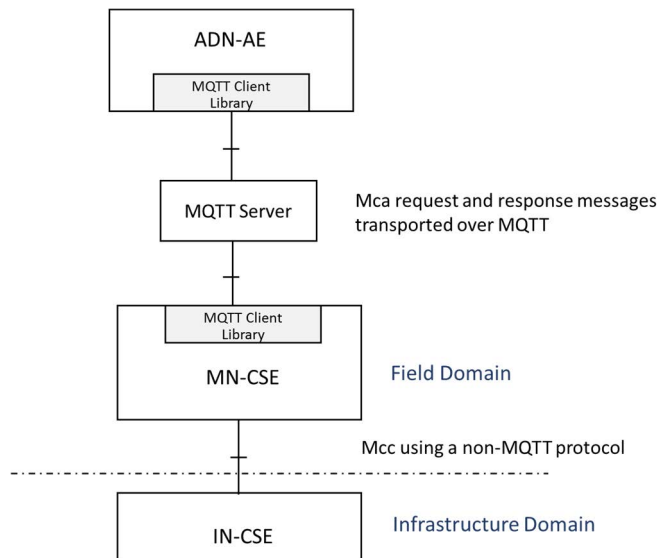 ADN-AE
MQTT Client
Library
MQTT Server
Mca request and response messages
transported over MQTT
MQTT Client
Library
MN-CSE
Field Domain
Mcc using a non-MQTT protocol
Infrastructure Domain
IN-CSE